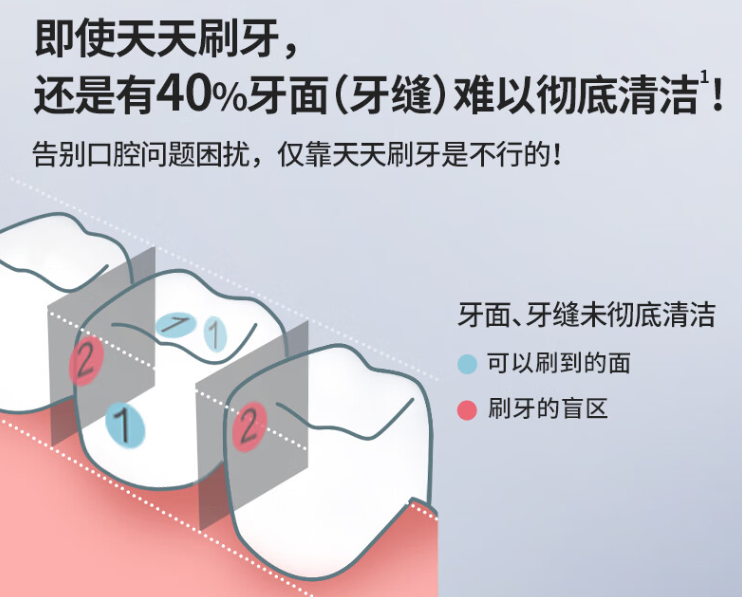 即使天天刷牙，
还是有40%牙面（牙缝）难以彻底清洁1！
告别口腔问题困扰，仅靠天天刷牙是不行的！
牙面、牙缝未彻底清洁
可以刷到的面
刷牙的盲区
1 1
2
1
2